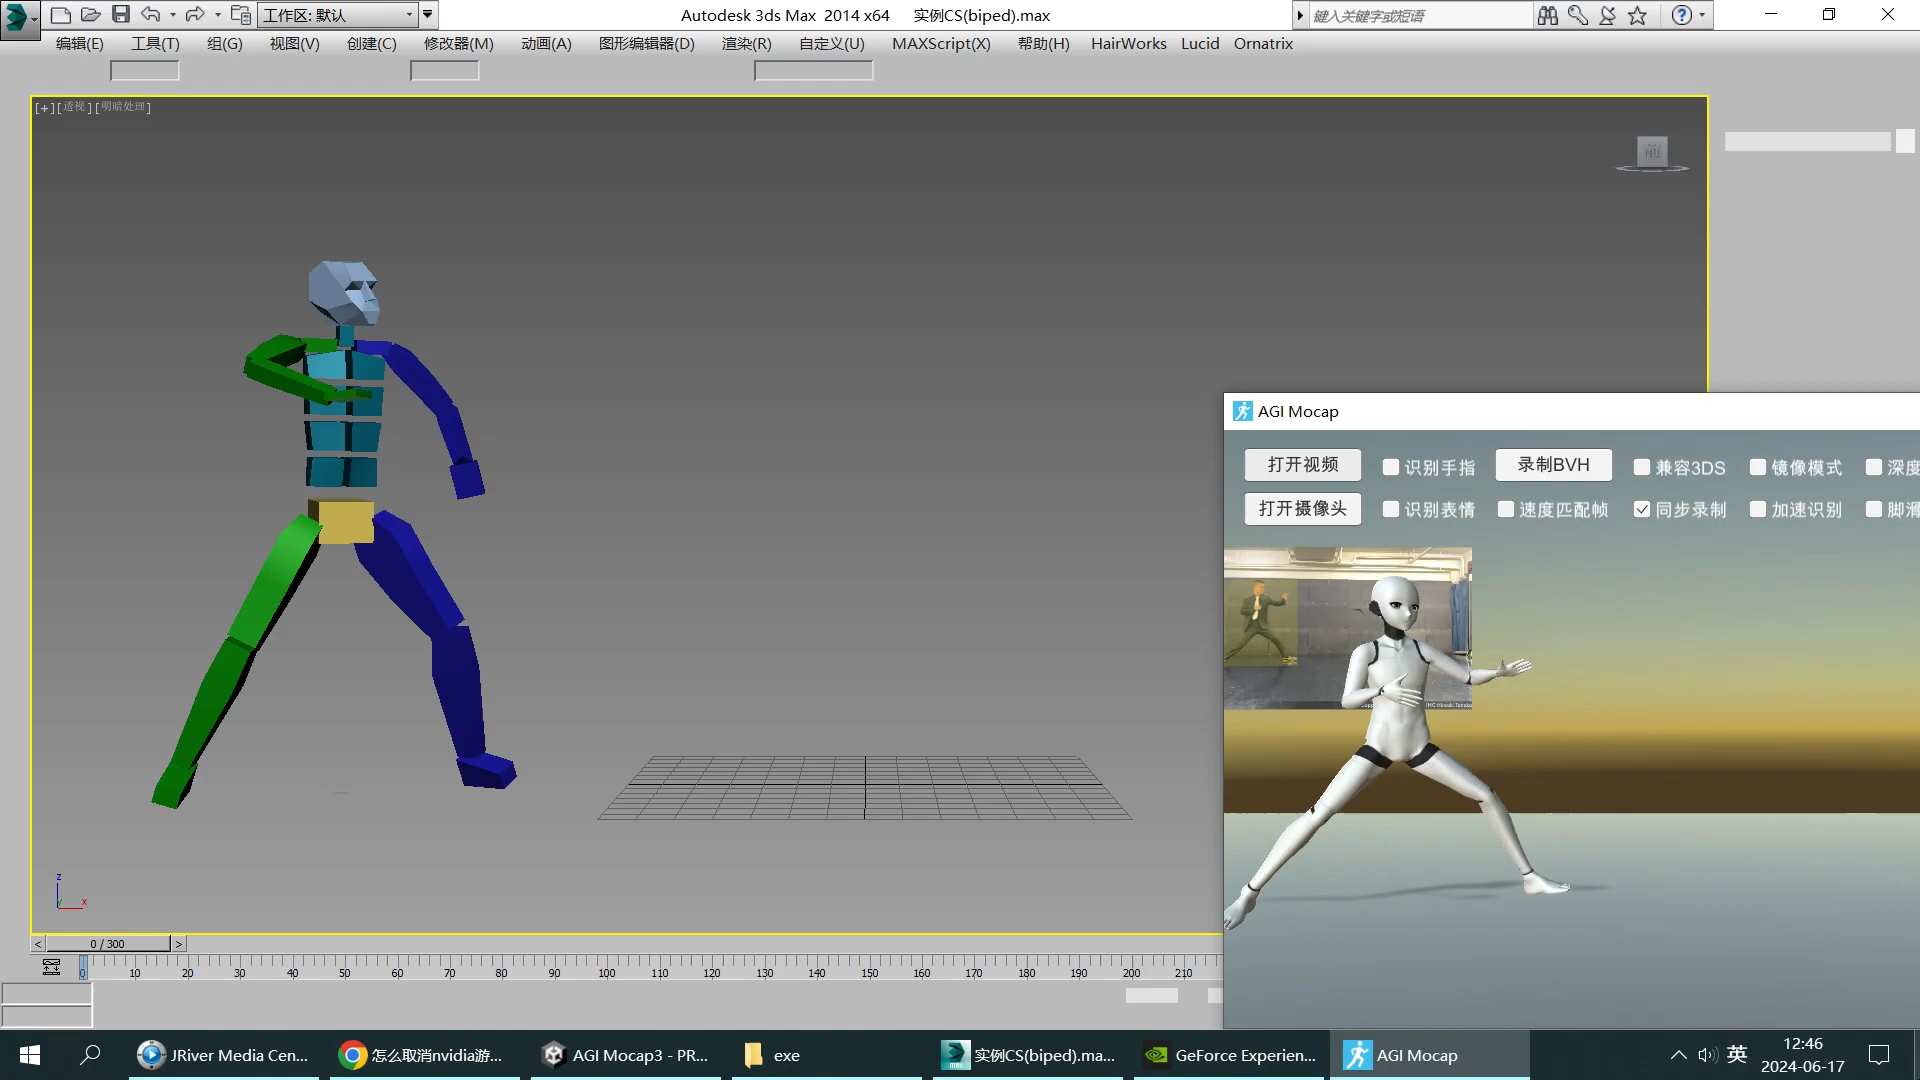 工作区: 默认
Autodesk 3ds Max  2014 x64    实例CS(biped).max
键入关键字或短语
编辑(E) 工具(T) 组(G) 视图(V) 创建(C) 修改器(M) 动画(A) 图形编辑器(D) 渲染(R) 自定义(U) MAXScript(X) 帮助(H) HairWorks Lucid Ornatrix
[+][透视][明暗处理]
前
AGI Mocap
打开视频 识别手指 录制BVH 兼容3DS 镜像模式 深度
打开摄像头 识别表情 速度匹配帧 同步录制 加速识别 脚滑
z
y x
< 0 / 300 >
0 10 20 30 40 50 60 70 80 90 100 110 120 130 140 150 160 170 180 190 200 210
JRiver Media Cen... 怎么取消nvidia游... AGI Mocap3 - PR... exe 实例CS(biped).ma... GeForce Experien... AGI Mocap 英 12:46
2024-06-17